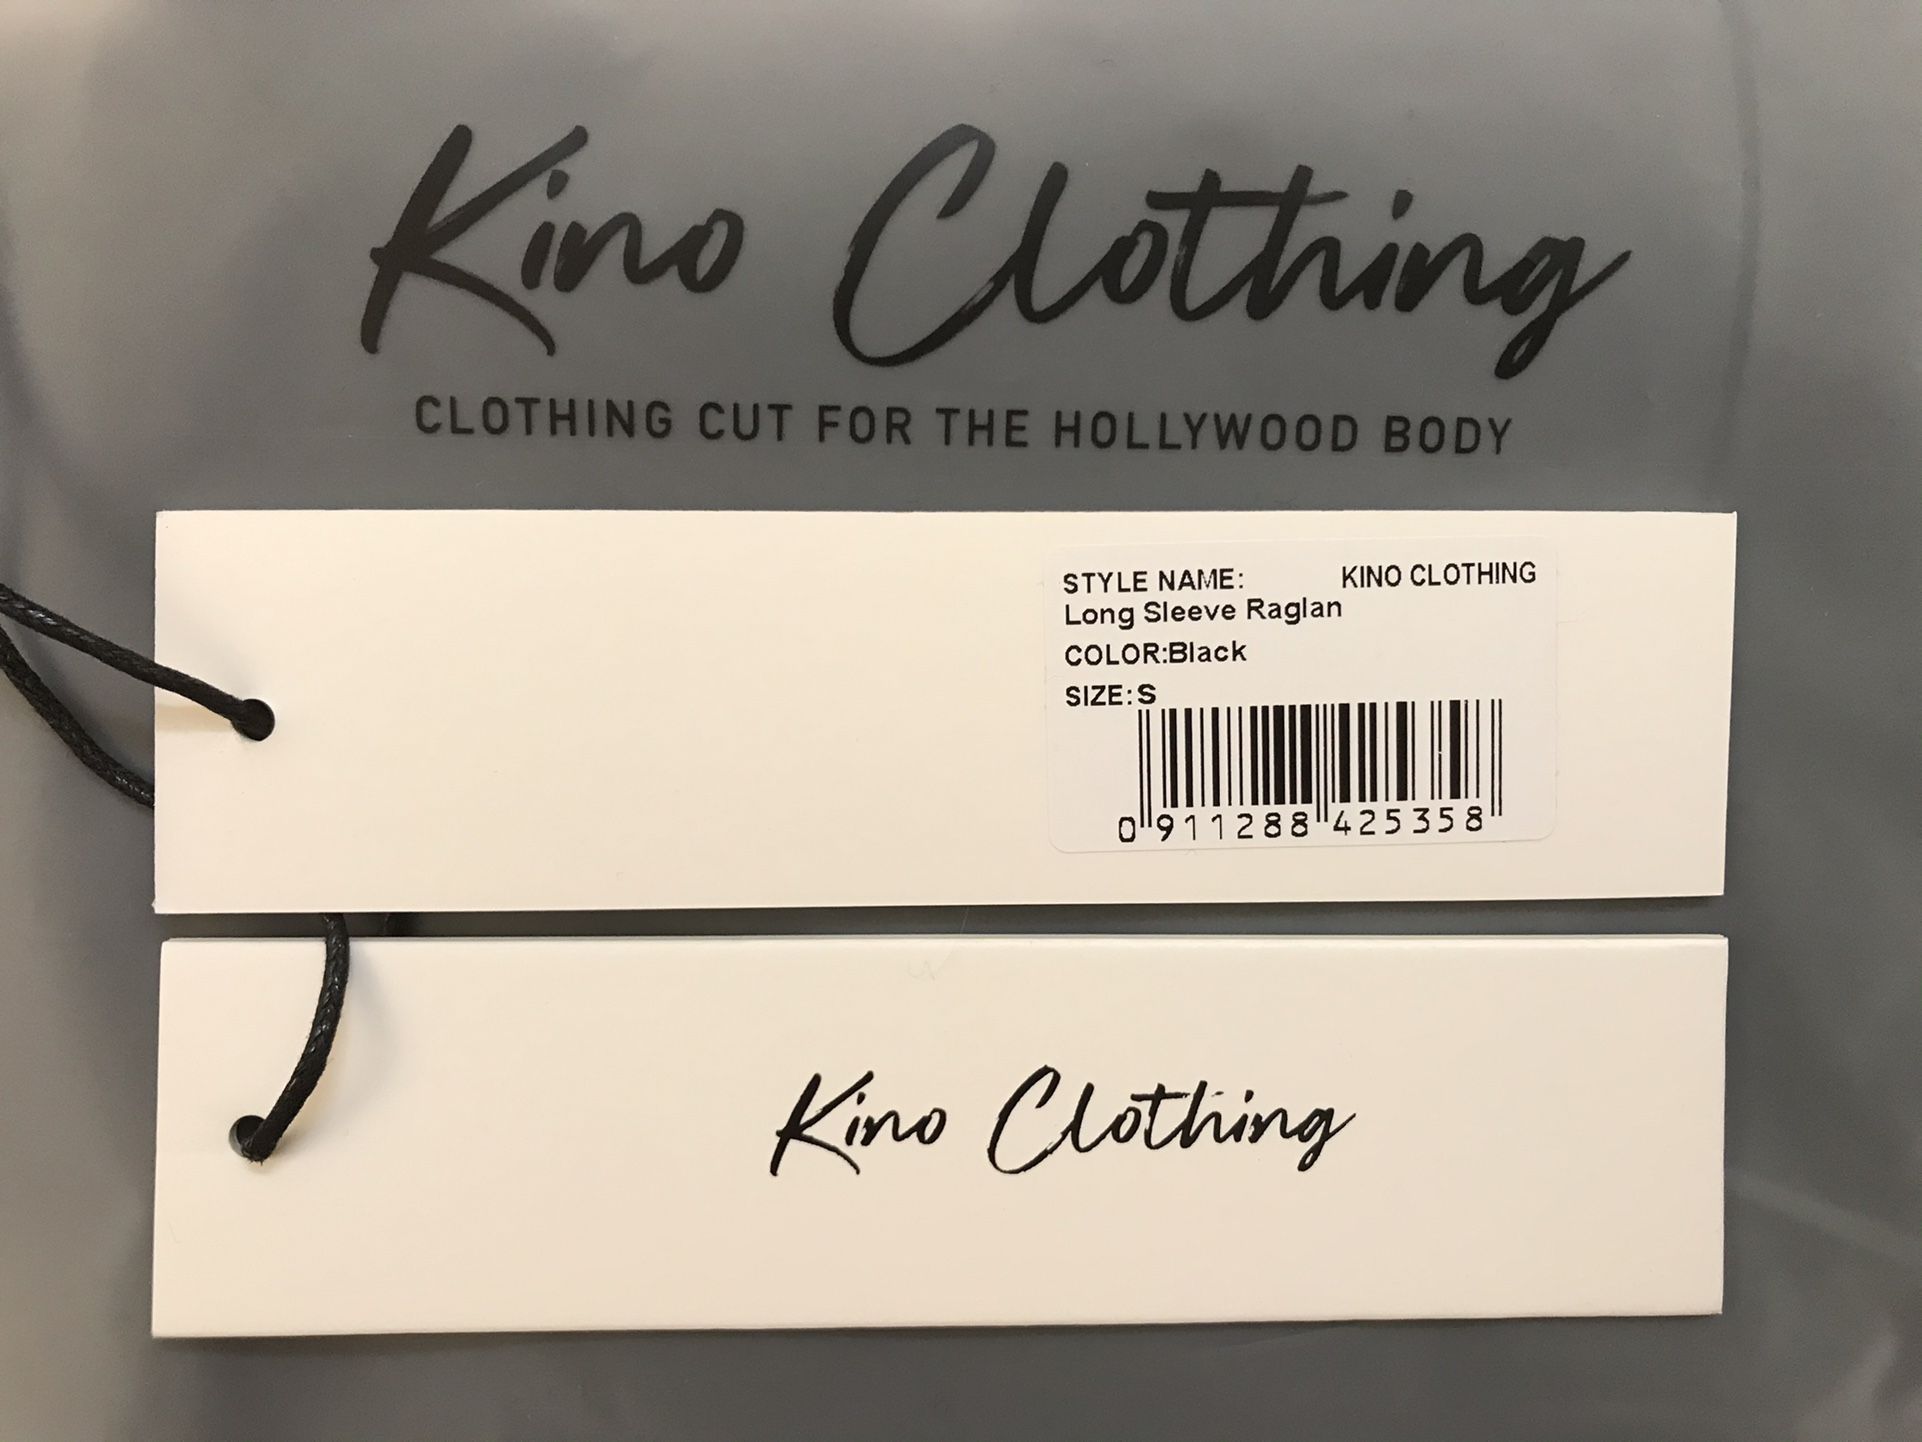 Kino Clothing
CLOTHING CUT FOR THE HOLLYWOOD BODY
STYLE NAME: KINO CLOTHING
Long Sleeve Raglan
COLOR:Black
SIZE:S
0 911288 425358
Kino Clothing